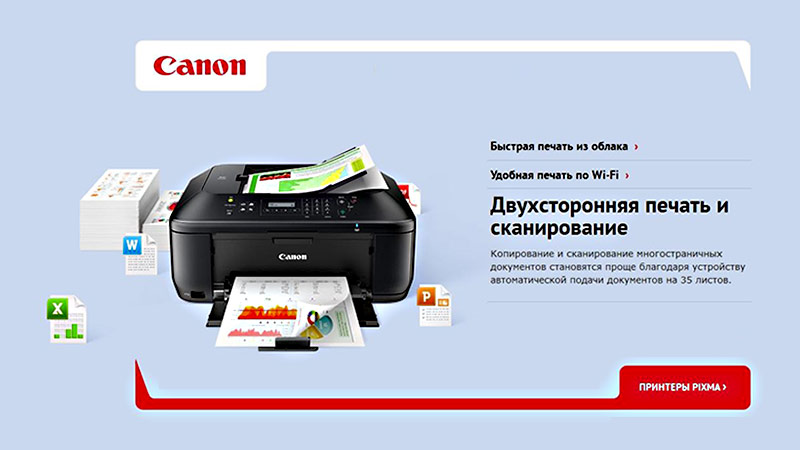 Canon
Быстрая печать из облака ›
Удобная печать по Wi-Fi ›
Двухсторонняя печать и
сканирование
Копирование и сканирование многостраничных
документов становятся проще благодаря устройству
автоматической подачи документов на 35 листов.
Canon
W
X
P
ПРИНТЕРЫ PIXMA ›